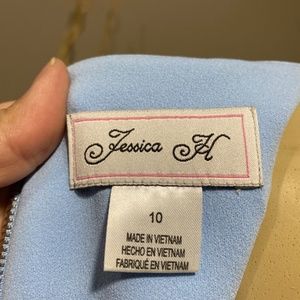 Jessica H
10
MADE IN VIETNAM
HECHO EN VIETNAM
FABRIQUÉ EN VIETNAM